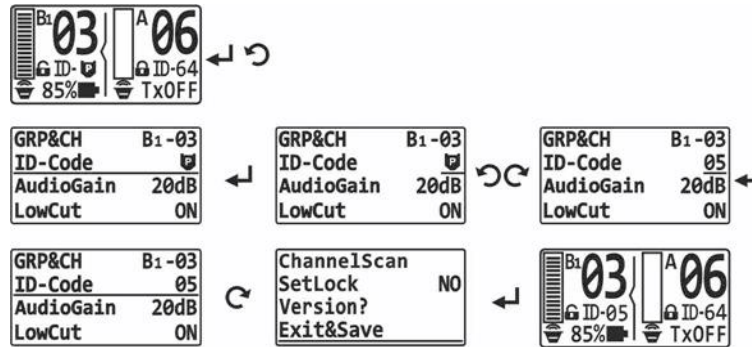 B1 03 A 06
ID- P ID-64
85% TxOFF
GRP&CH B1-03
ID-Code P
AudioGain 20dB
LowCut ON
GRP&CH B1-03
ID-Code P
AudioGain 20dB
LowCut ON
GRP&CH B1-03
ID-Code 05
AudioGain 20dB
LowCut ON
GRP&CH B1-03
ID-Code 05
AudioGain 20dB
LowCut ON
ChannelScan
SetLock NO
Version?
Exit&Save
B1 03 A 06
ID-05 ID-64
85% TxOFF